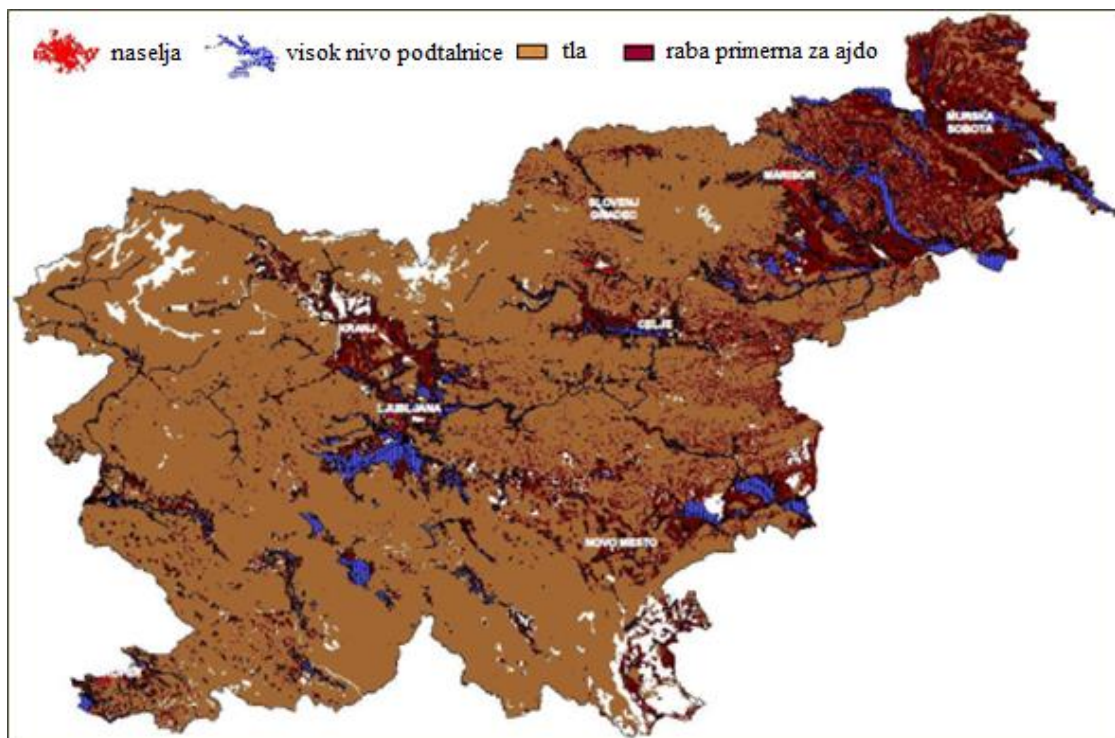 naselja
visok nivo podtalnice
tla
raba primerna za ajdo
MURSKA
SOBOTA
MARIBOR
SLOVENJ
GRADEC
KRANJ
CELJE
LJUBLJANA
NOVO MESTO